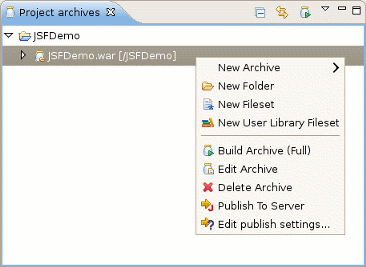 Project archives
JSFDemo
JSFDemo.war [/JSFDemo]
New Archive
New Folder
New Fileset
New User Library Fileset
Build Archive (Full)
Edit Archive
Delete Archive
Publish To Server
Edit publish settings...